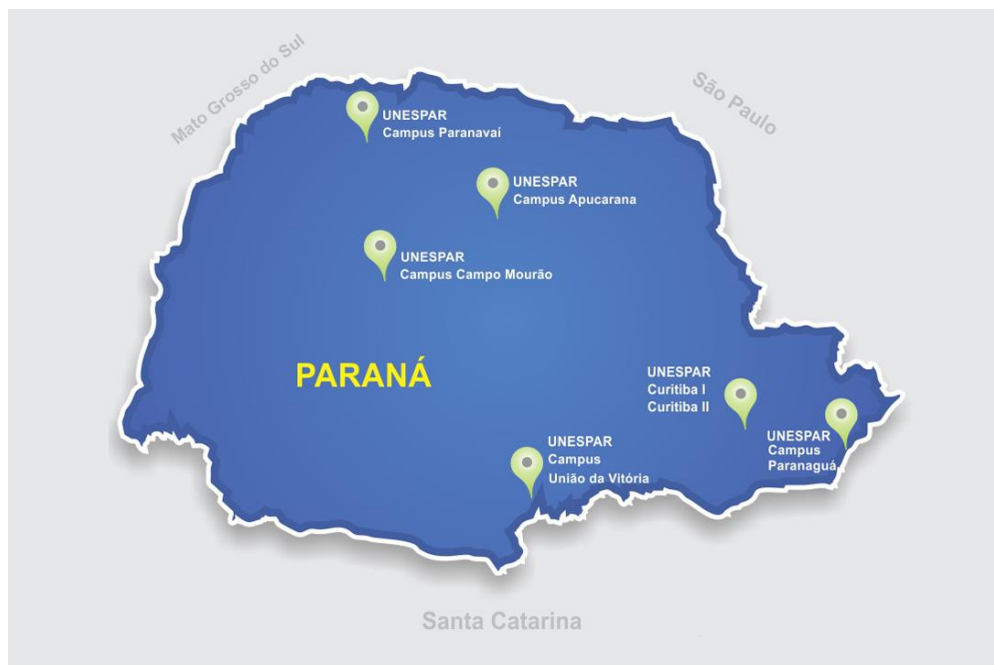 Mato Grosso do Sul
São Paulo
UNESPAR
Campus Paranavaí
UNESPAR
Campus Apucarana
UNESPAR
Campus Campo Mourão
PARANÁ
UNESPAR
Curitiba I
Curitiba II
UNESPAR
Campus
Paranaguá
UNESPAR
Campus
União da Vitória
Santa Catarina